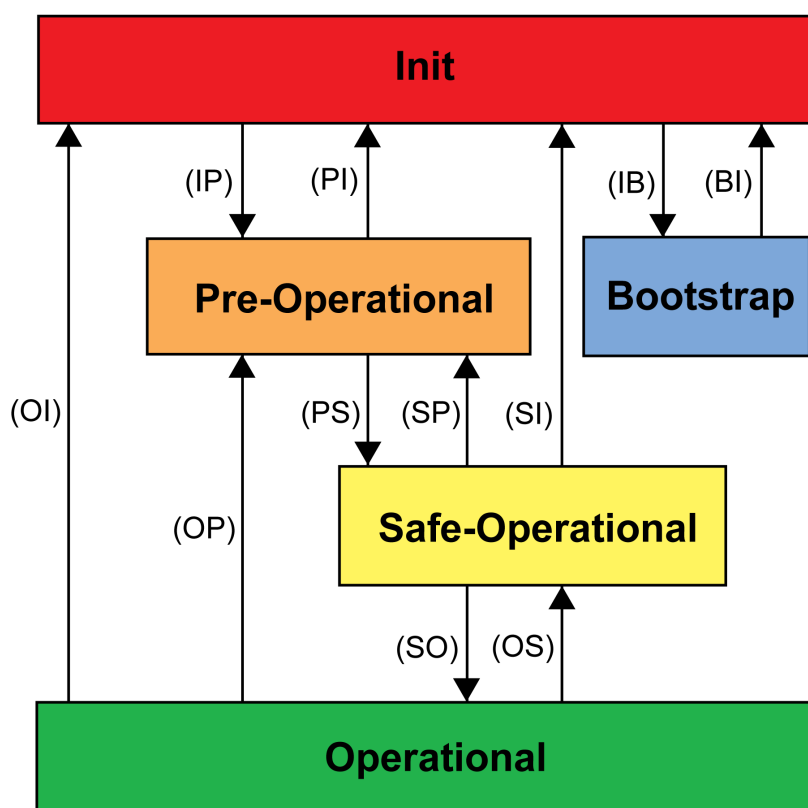 Init
(IP)
(PI)
(IB)
(BI)
Pre-Operational
Bootstrap
(OI)
(PS)
(SP)
(SI)
(OP)
Safe-Operational
(SO)
(OS)
Operational